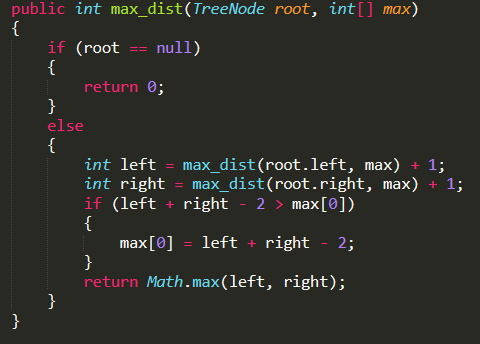 public int max_dist(TreeNode root, int[] max)
{
    if (root == null)
    {
        return 0;
    }
    else
    {
        int left = max_dist(root.left, max) + 1;
        int right = max_dist(root.right, max) + 1;
        if (left + right - 2 > max[0])
        {
            max[0] = left + right - 2;
        }
        return Math.max(left, right);
    }
}